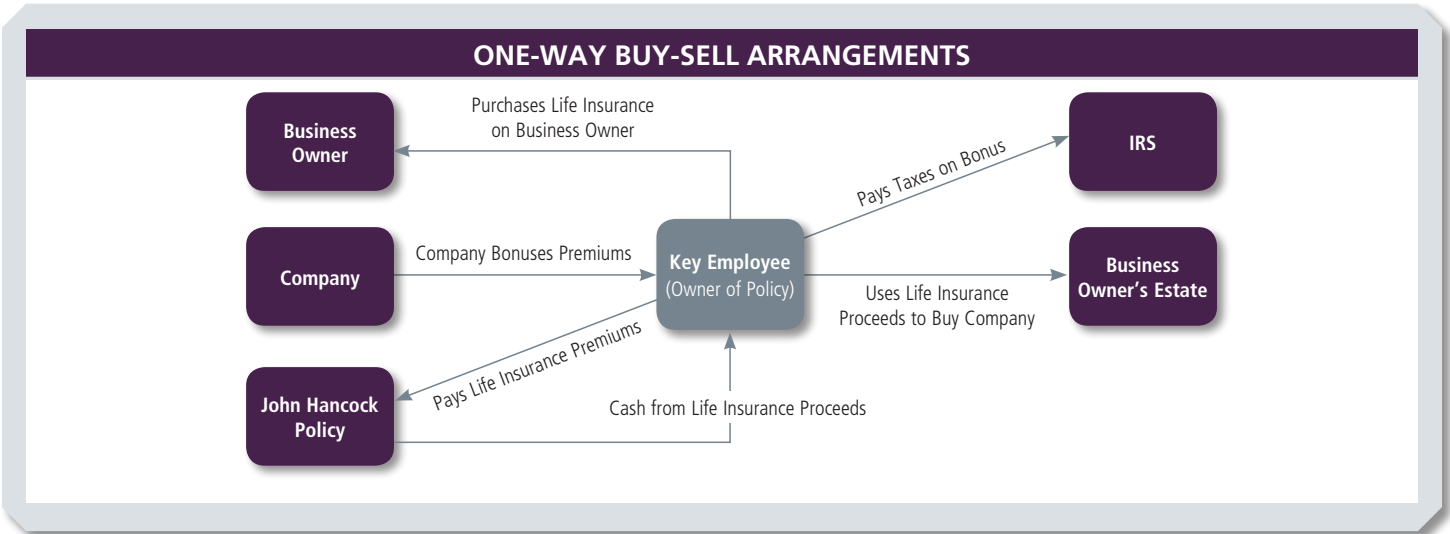 ONE-WAY BUY-SELL ARRANGEMENTS
Business
Owner
Purchases Life Insurance
on Business Owner
Pays Taxes on Bonus
IRS
Company
Company Bonuses Premiums
Key Employee
(Owner of Policy)
Uses Life Insurance
Proceeds to Buy Company
Business
Owner’s Estate
Pays Life Insurance Premiums
John Hancock
Policy
Cash from Life Insurance Proceeds